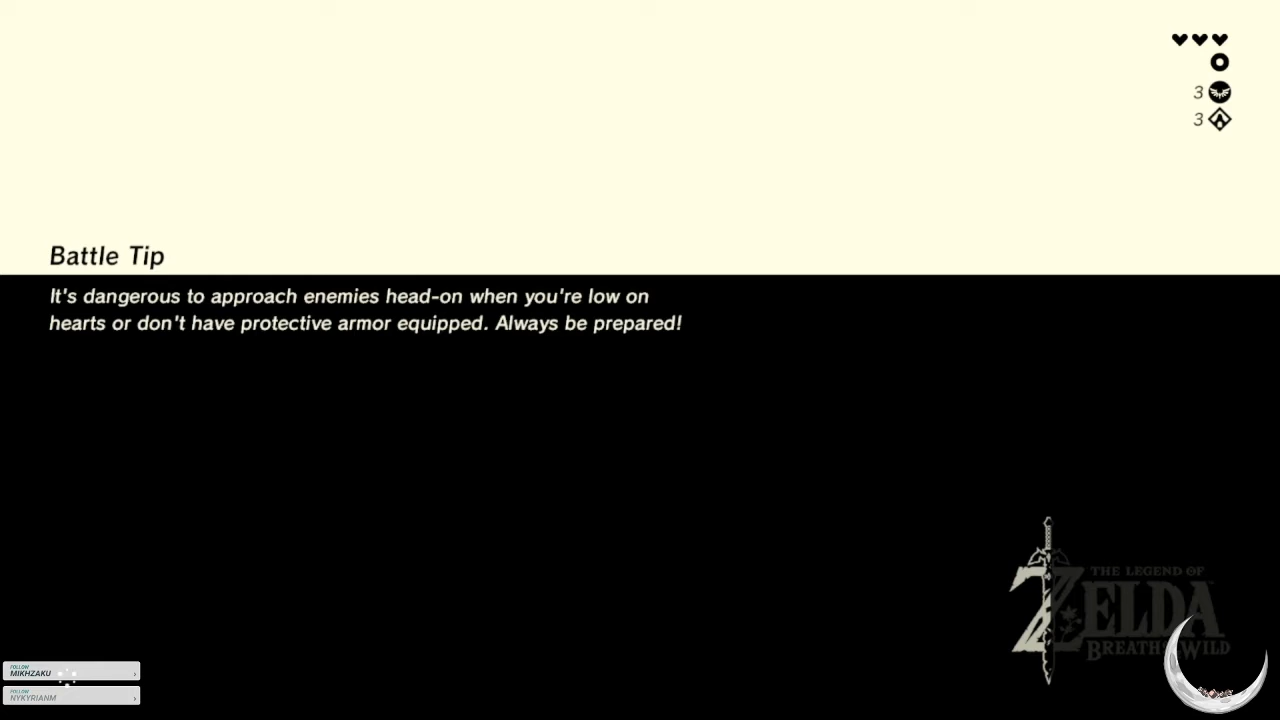 3
3
Battle Tip
It's dangerous to approach enemies head-on when you're low on
hearts or don't have protective armor equipped. Always be prepared!
THE LEGEND OF
ZELDA
BREATH WILD
FOLLOW
MIKHZAKU
FOLLOW
NYKYRIANM